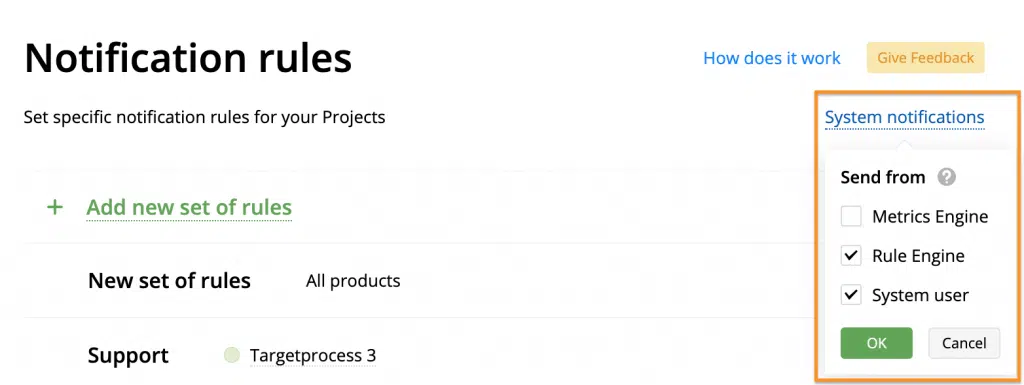 Notification rules
How does it work
Give Feedback
Set specific notification rules for your Projects
System notifications
Send from ?
Metrics Engine
+ Add new set of rules
Rule Engine
New set of rules All products
System user
OK Cancel
Support Targetprocess 3